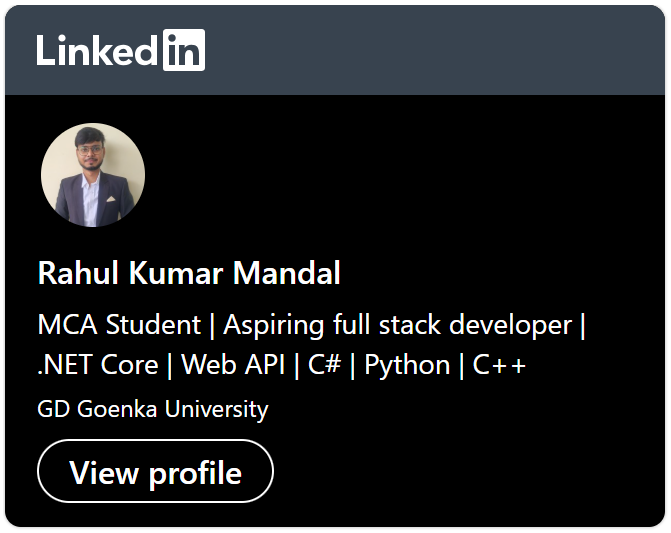 Linkedin
Rahul Kumar Mandal
MCA Student | Aspiring full stack developer |
.NET Core | Web API | C# | Python | C++
GD Goenka University
View profile